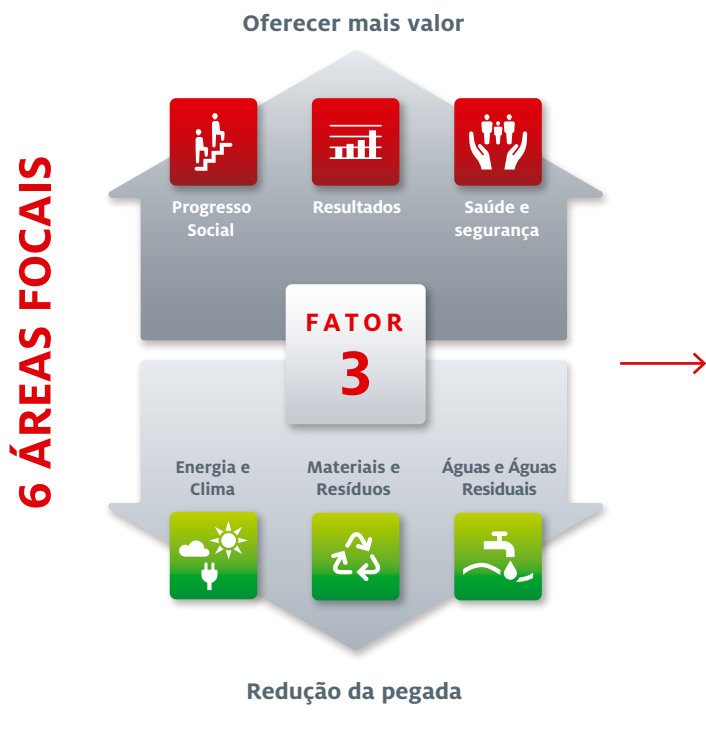 Oferecer mais valor
6 ÁREAS FOCAIS
Progresso
Social
Resultados
Saúde e
segurança
FATOR
3
Energia e
Clima
Materiais e
Resíduos
Águas e Águas
Residuais
Redução da pegada